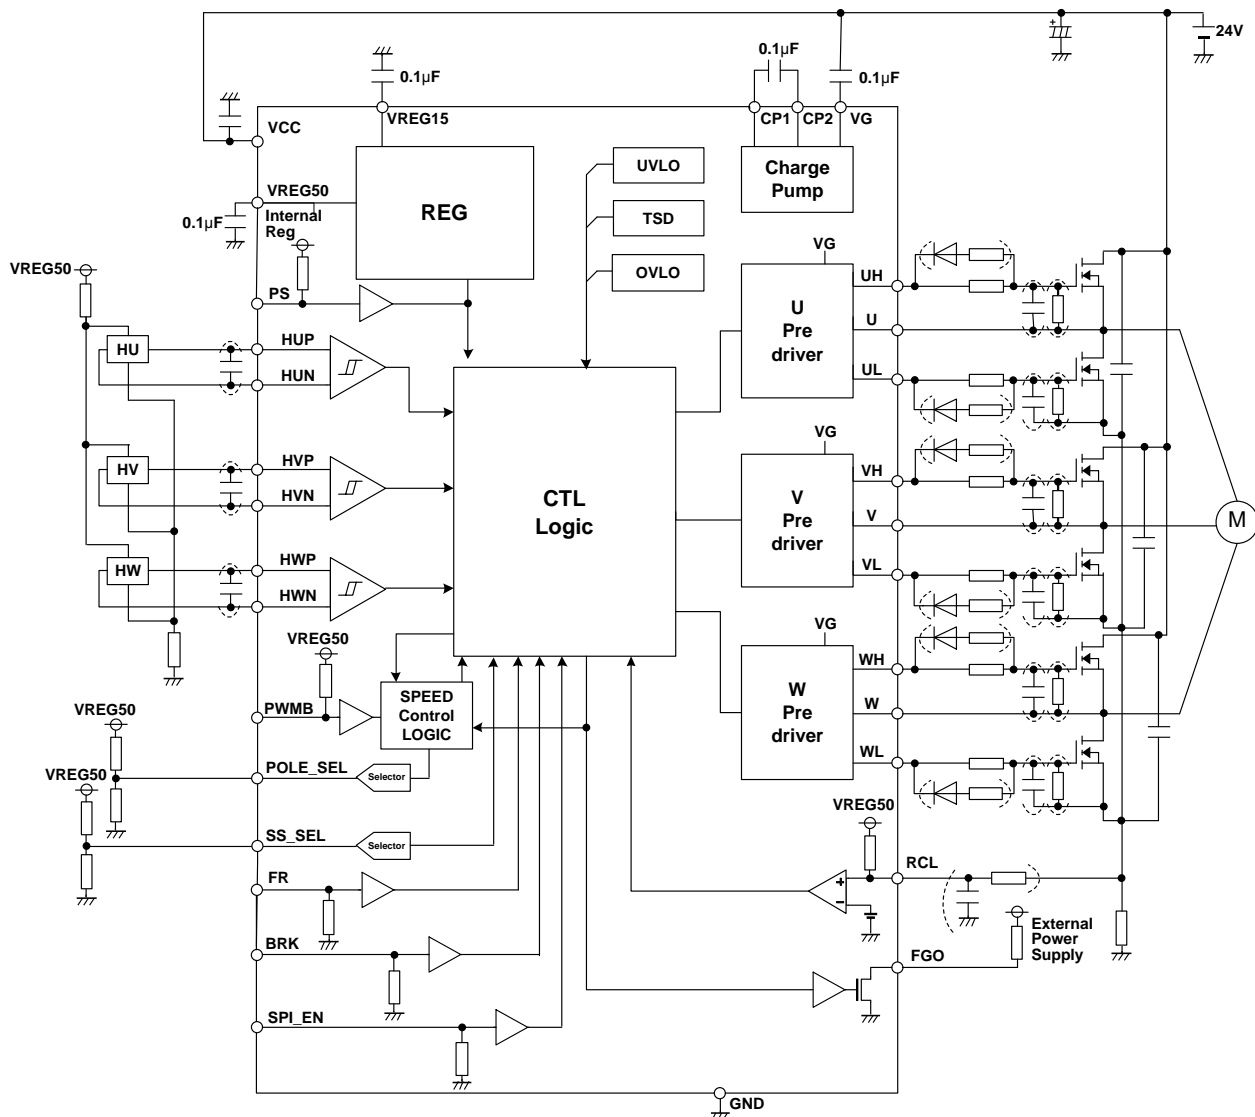 24V
0.1µF
0.1µF
0.1µF
VCC
VREG15
CP1
CP2
VG
REG
UVLO
TSD
OVLO
Charge
Pump
VREG50
0.1µF
Internal
Reg
VREG50
PS
HU
HUP
HUN
HV
HVP
HVN
HW
HWP
HWN
CTL
Logic
VG
U
Pre
driver
UH
U
UL
VG
V
Pre
driver
VH
V
VL
VG
W
Pre
driver
WH
W
WL
M
VREG50
PWMB
SPEED
Control
LOGIC
VREG50
POLE_SEL
Selector
VREG50
SS_SEL
Selector
FR
BRK
SPI_EN
VREG50
RCL
+
−
External
Power
Supply
FGO
GND